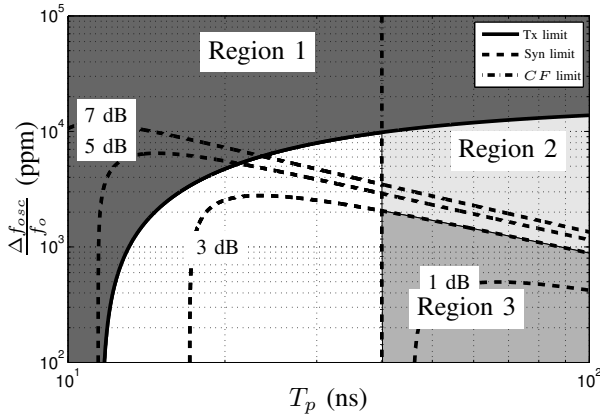 10^5
10^4
10^3
10^2
Δ f_osc / f_o (ppm)
Region 1
Tx limit
Syn limit
CF limit
7 dB
5 dB
Region 2
3 dB
1 dB
Region 3
10^1
10^2
T_p (ns)